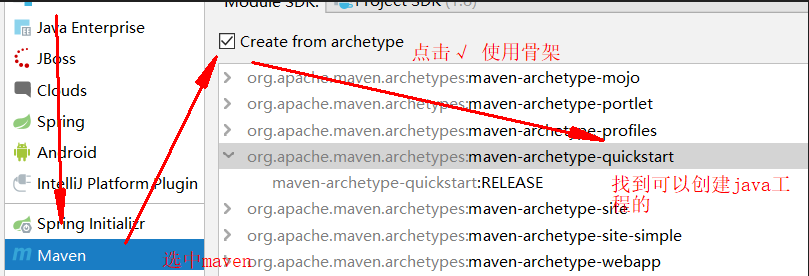 Module SDK: Project SDK (1.8)
Java Enterprise
JBoss
Clouds
Spring
Android
IntelliJ Platform Plugin
Spring Initializr
Maven
选中maven
Create from archetype
点击√ 使用骨架
org.apache.maven.archetypes:maven-archetype-mojo
org.apache.maven.archetypes:maven-archetype-portlet
org.apache.maven.archetypes:maven-archetype-profiles
org.apache.maven.archetypes:maven-archetype-quickstart
maven-archetype-quickstart:RELEASE
找到可以创建java工
程的
org.apache.maven.archetypes:maven-archetype-site
org.apache.maven.archetypes:maven-archetype-site-simple
org.apache.maven.archetypes:maven-archetype-webapp